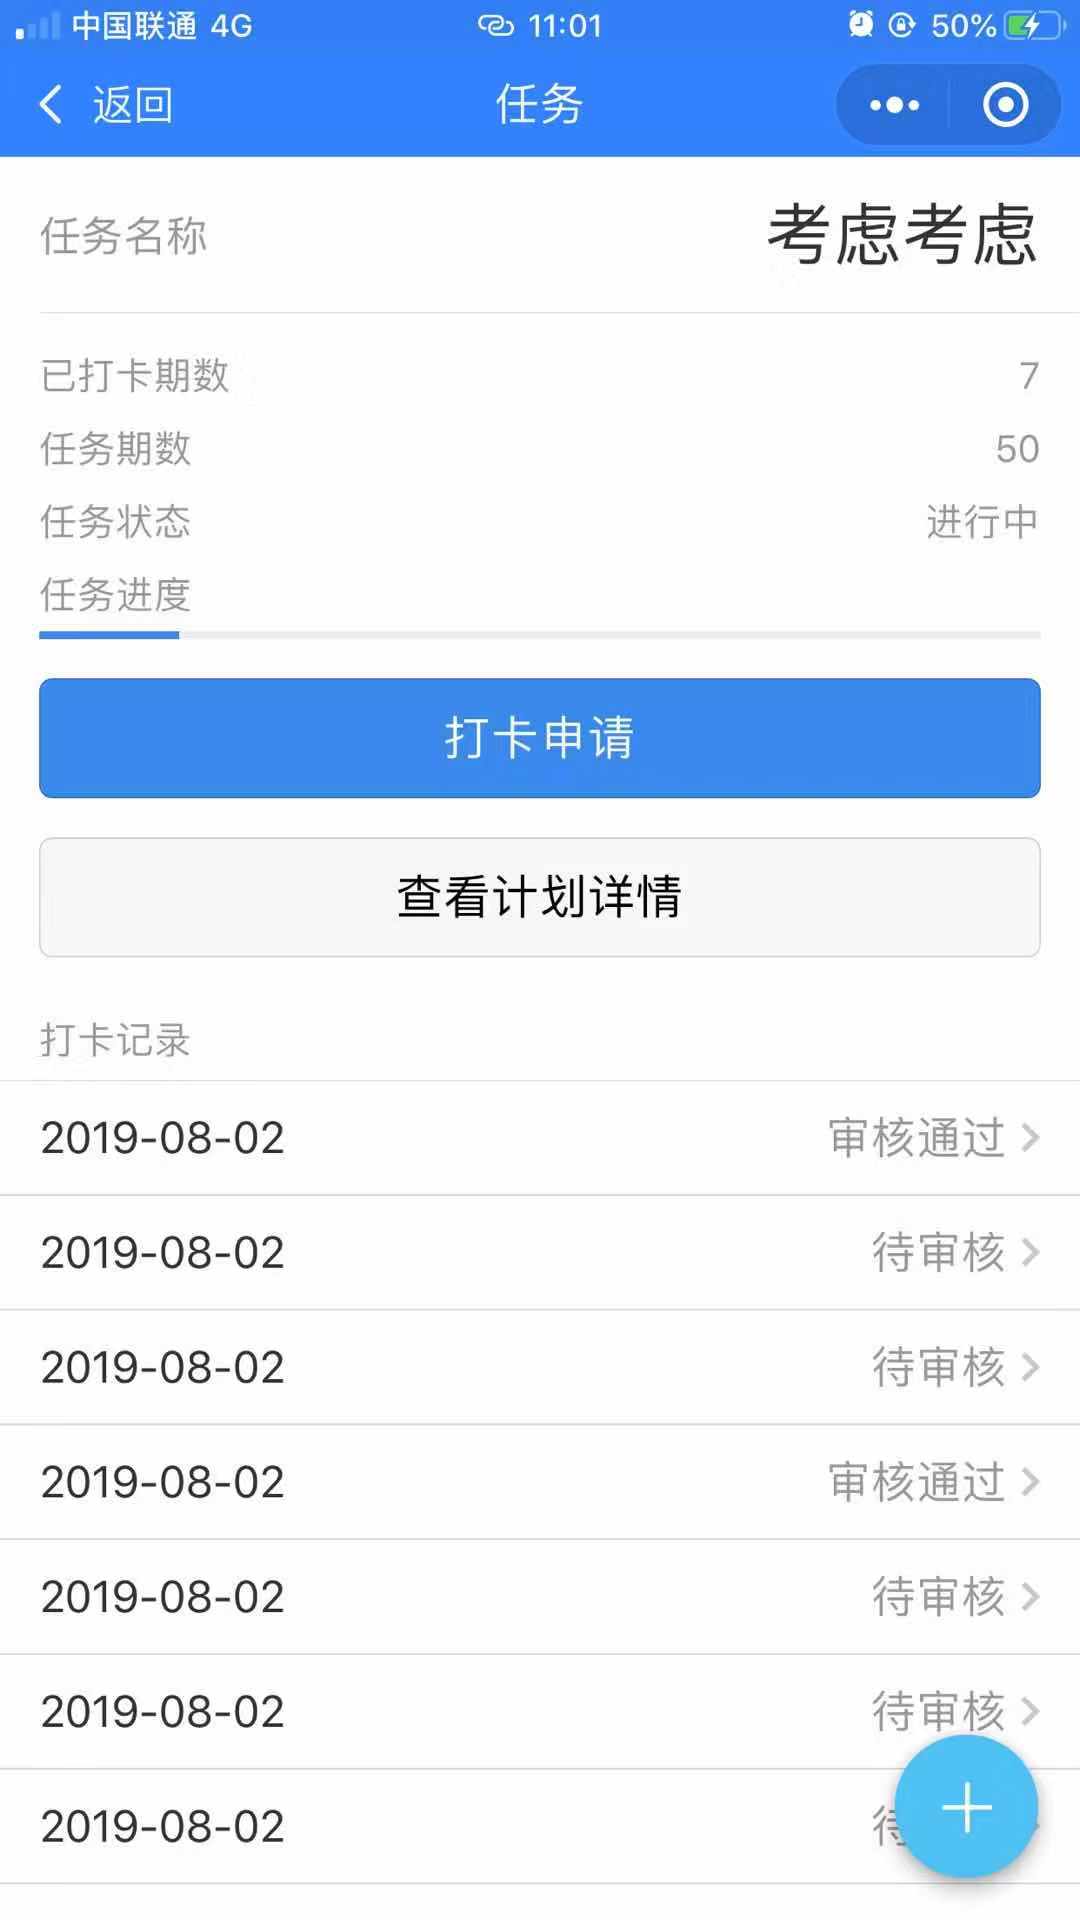 中国联通 4G 11:01 50%
返回 任务
任务名称 考虑考虑
已打卡期数 7
任务期数 50
任务状态 进行中
任务进度
打卡申请
查看计划详情
打卡记录
2019-08-02 审核通过
2019-08-02 待审核
2019-08-02 待审核
2019-08-02 审核通过
2019-08-02 待审核
2019-08-02 待审核
2019-08-02 待